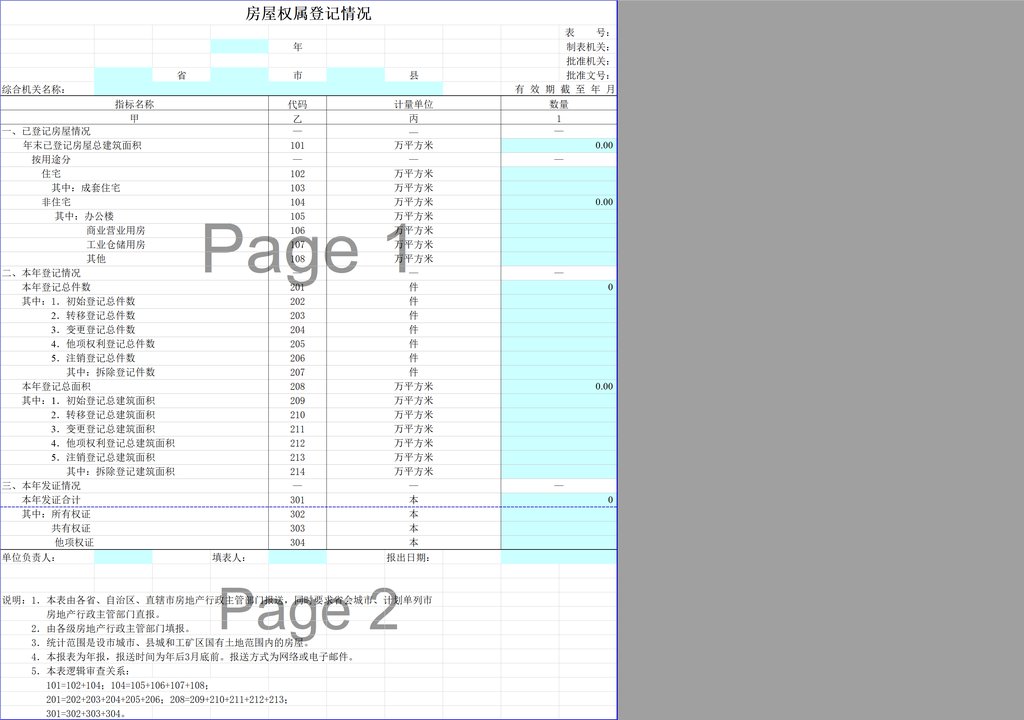 房屋权属登记情况
表 号：
年 制表机关：
批准机关：
省 市 县 批准文号：
综合机关名称： 有 效 期 截 至 年 月
指标名称 代码 计量单位 数量
甲 乙 丙 1
一、已登记房屋情况 — — —
年末已登记房屋总建筑面积 101 万平方米 0.00
按用途分 — — —
住宅 102 万平方米
其中：成套住宅 103 万平方米
非住宅 104 万平方米 0.00
其中：办公楼 105 万平方米
商业营业用房 106 万平方米
工业仓储用房 107 万平方米
Page 1
其他 108 万平方米
二、本年登记情况 — — —
本年登记总件数 201 件 0
其中：1．初始登记总件数 202 件
2．转移登记总件数 203 件
3．变更登记总件数 204 件
4．他项权利登记总件数 205 件
5．注销登记总件数 206 件
其中：拆除登记件数 207 件
本年登记总面积 208 万平方米 0.00
其中：1．初始登记总建筑面积 209 万平方米
2．转移登记总建筑面积 210 万平方米
3．变更登记总建筑面积 211 万平方米
4．他项权利登记总建筑面积 212 万平方米
5．注销登记总建筑面积 213 万平方米
其中：拆除登记建筑面积 214 万平方米
三、本年发证情况 — — —
本年发证合计 301 本 0
其中：所有权证 302 本
共有权证 303 本
他项权证 304 本
单位负责人： 填表人： 报出日期：
说明：1．本表由各省、自治区、直辖市房地产行政主管部门报送，同时要求省会城市、计划单列市
Page 2
房地产行政主管部门直报。
2．由各级房地产行政主管部门填报。
3．统计范围是设市城市、县城和工矿区国有土地范围内的房屋。
4．本报表为年报，报送时间为年后3月底前。报送方式为网络或电子邮件。
5．本表逻辑审查关系：
101=102+104；104=105+106+107+108；
201=202+203+204+205+206；208=209+210+211+212+213；
301=302+303+304。